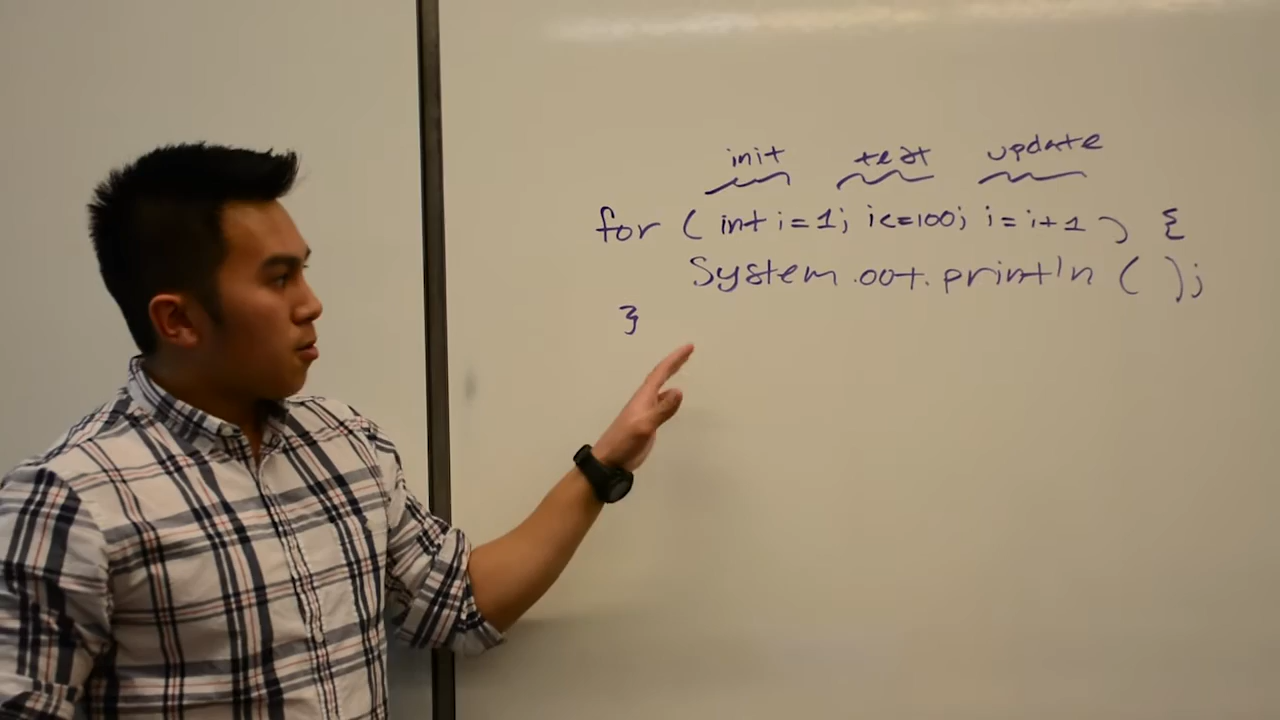 init test update
for ( int i = 1; i<=100; i = i+1 ) {
System.out.println ( );
}